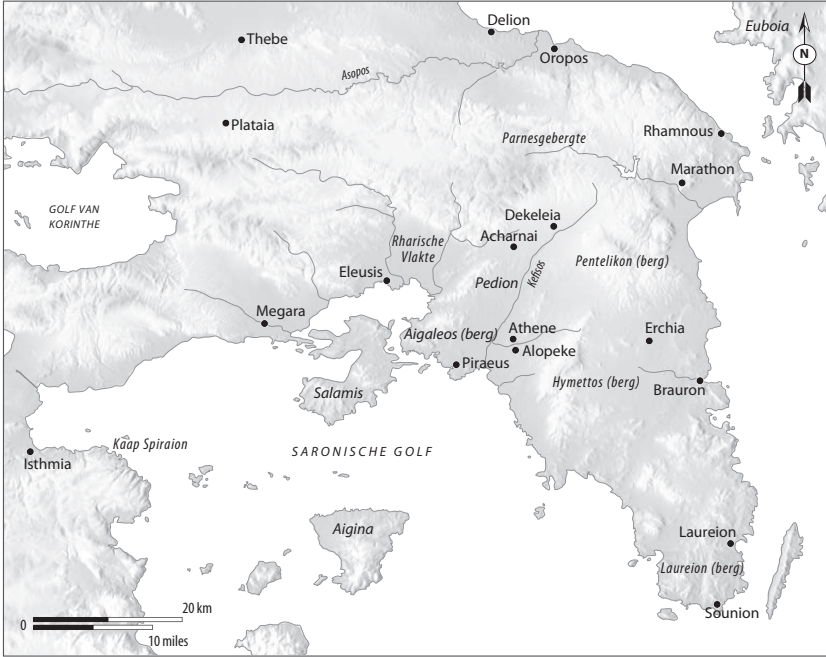 Delion
Euboia
Thebe
N
Oropos
Asopos
Plataia
Parnesgebergte
Rhamnous
Marathon
GOLF VAN
KORINTHE
Dekeleia
Acharnai
Rharische
Vlakte
Pentelikon (berg)
Eleusis
Pedion
Kefisos
Megara
Aigaleos (berg)
Athene
Erchia
Alopeke
Piraeus
Hymettos (berg)
Brauron
Salamis
Kaap Spiraion
SARONISCHE GOLF
Isthmia
Aigina
Laureion
Laureion (berg)
Sounion
20 km
0
10 miles